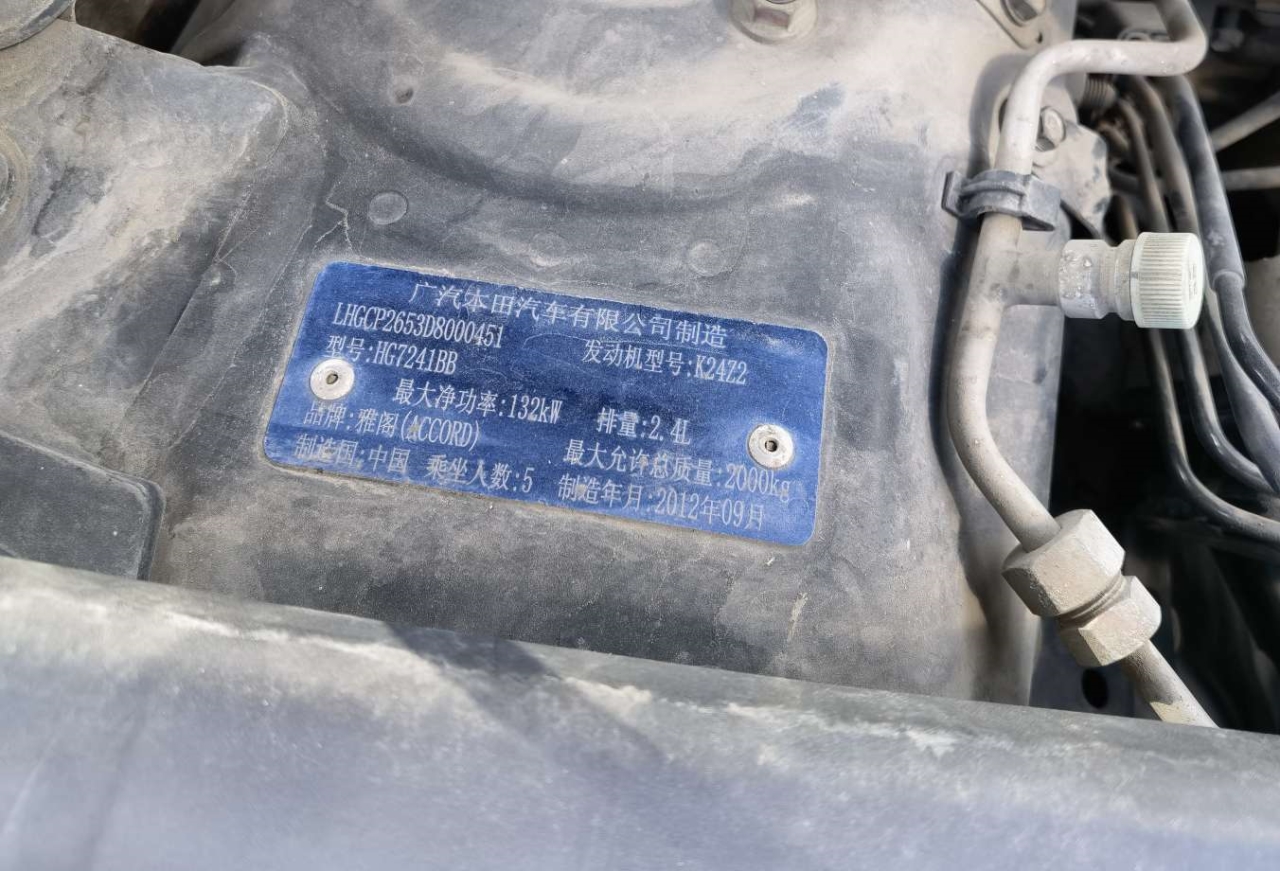 广汽本田汽车有限公司制造
LHGCP2653D8000451
型号:HG7241BB 发动机型号:K24Z2
最大净功率:132kW 排量:2.4L
品牌:雅阁(ACCORD) 最大允许总质量:2000kg
制造国:中国 乘坐人数:5 制造年月:2012年09月